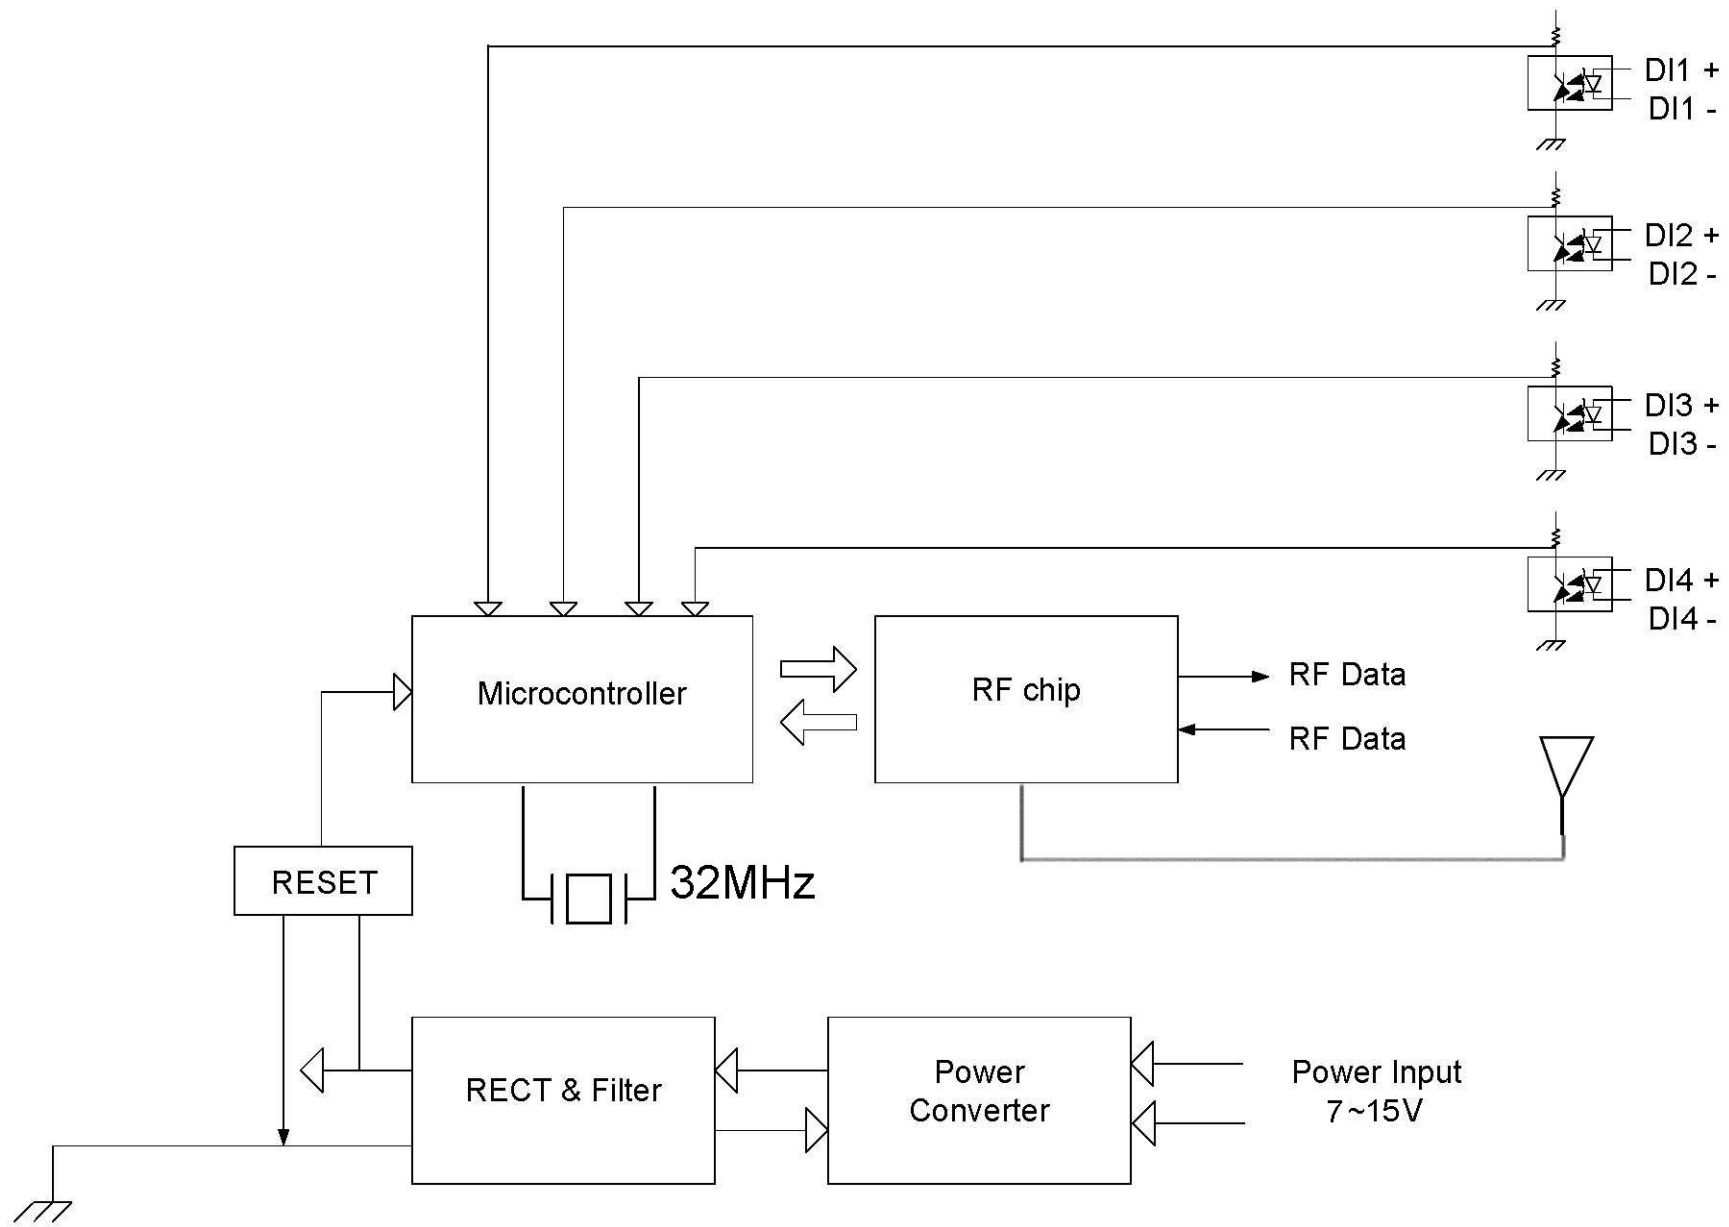 DI1 +
DI1 -
DI2 +
DI2 -
DI3 +
DI3 -
DI4 +
DI4 -
Microcontroller
RF chip
RF Data
RF Data
RESET
32MHz
RECT & Filter
Power
Converter
Power Input
7~15V